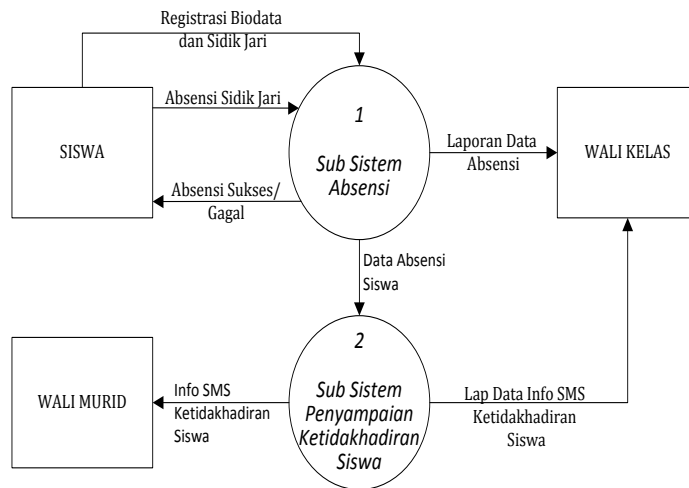 Registrasi Biodata
dan Sidik Jari
SISWA
Absensi Sidik Jari
Absensi Sukses/
Gagal
1
Sub Sistem
Absensi
Laporan Data
Absensi
WALI KELAS
Data Absensi
Siswa
WALI MURID
Info SMS
Ketidakhadiran
Siswa
2
Sub Sistem
Penyampaian
Ketidakhadiran
Siswa
Lap Data Info SMS
Ketidakhadiran
Siswa